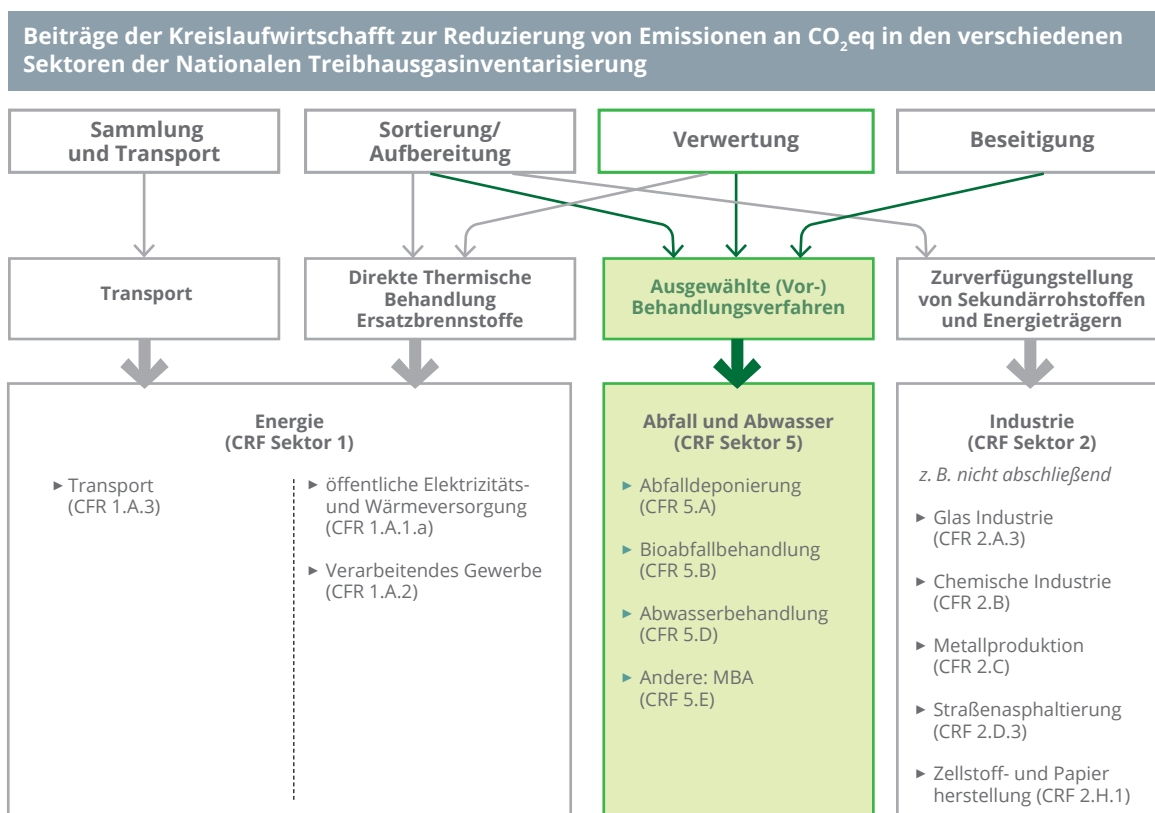 Beiträge der Kreislaufwirtschafft zur Reduzierung von Emissionen an CO₂eq in den verschiedenen
Sektoren der Nationalen Treibhausgasinventarisierung
Sammlung
und Transport
Sortierung/
Aufbereitung
Verwertung
Beseitigung
Transport
Direkte Thermische
Behandlung
Ersatzbrennstoffe
Ausgewählte (Vor-)
Behandlungsverfahren
Zurverfügungstellung
von Sekundärrohstoffen
und Energieträgern
Energie
(CRF Sektor 1)
► Transport
(CFR 1.A.3)
► öffentliche Elektrizitäts-
und Wärmeversorgung
(CFR 1.A.1.a)
► Verarbeitendes Gewerbe
(CFR 1.A.2)
Abfall und Abwasser
(CRF Sektor 5)
► Abfalldeponierung
(CFR 5.A)
► Bioabfallbehandlung
(CFR 5.B)
► Abwasserbehandlung
(CFR 5.D)
► Andere: MBA
(CRF 5.E)
Industrie
(CRF Sektor 2)
z. B. nicht abschließend
► Glas Industrie
(CFR 2.A.3)
► Chemische Industrie
(CFR 2.B)
► Metallproduktion
(CFR 2.C)
► Straßenasphaltierung
(CRF 2.D.3)
► Zellstoff- und Papier
herstellung (CRF 2.H.1)